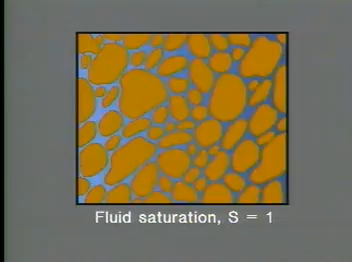 Fluid saturation, S = 1